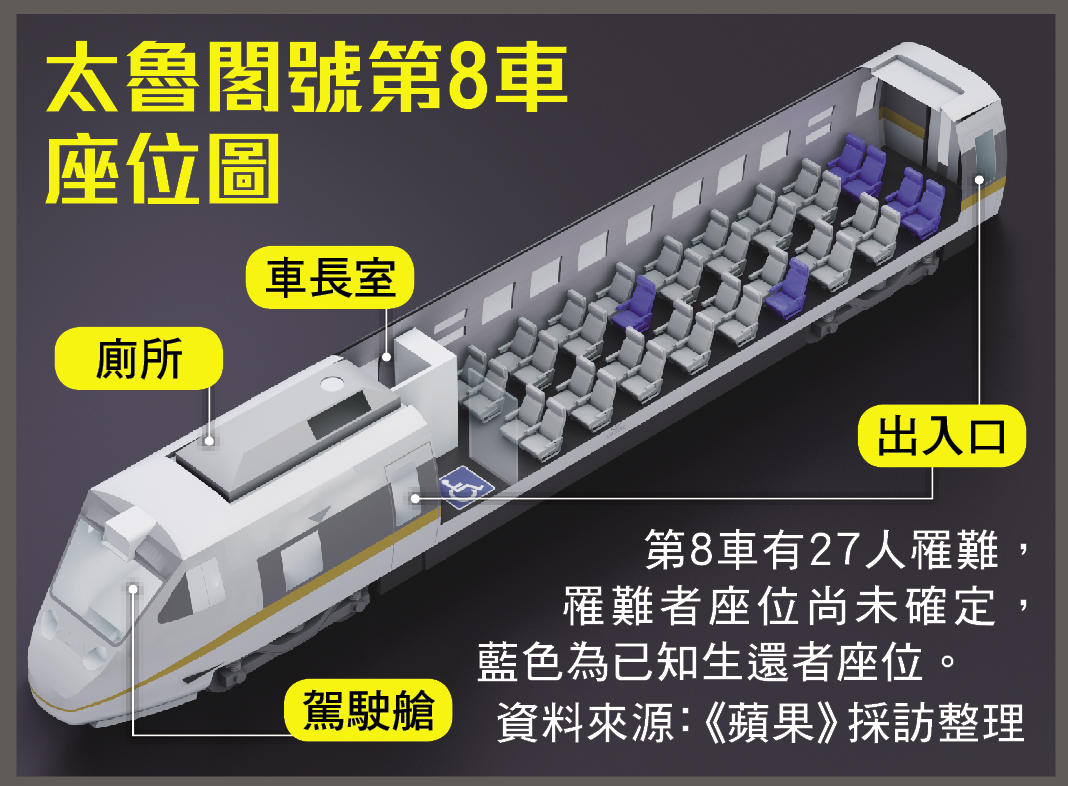 太魯閣號第8車
座位圖
車長室
廁所
出入口
第8車有27人罹難，
罹難者座位尚未確定，
藍色為已知生還者座位。
駕駛艙
資料來源：《蘋果》採訪整理